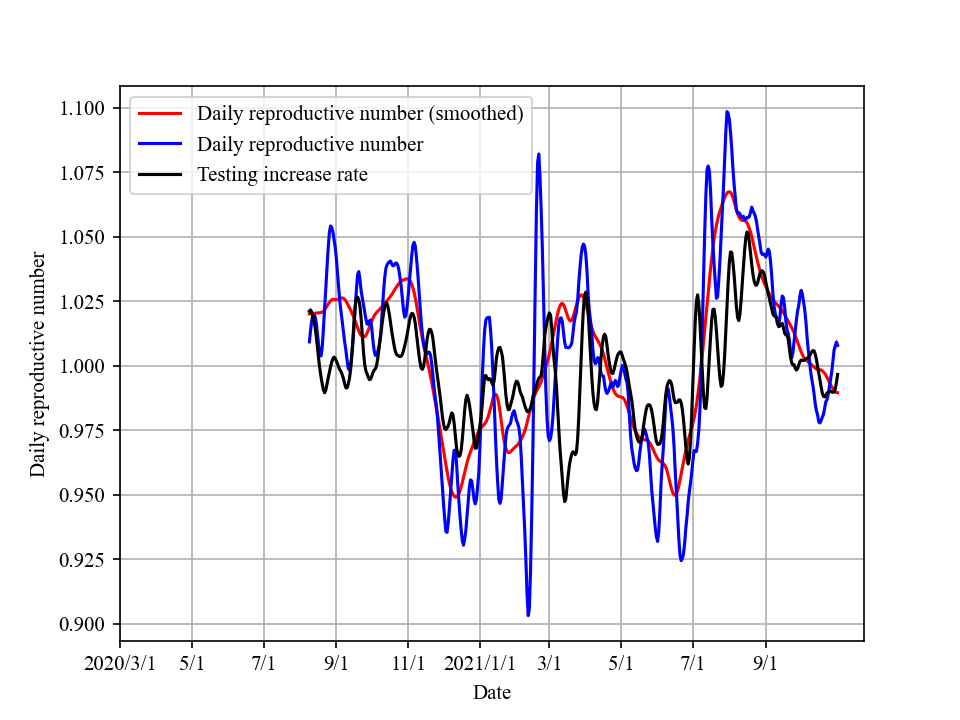 Daily reproductive number (smoothed)
Daily reproductive number
Testing increase rate
Daily reproductive number
1.100
1.075
1.050
1.025
1.000
0.975
0.950
0.925
0.900
2020/3/1 5/1 7/1 9/1 11/1 2021/1/1 3/1 5/1 7/1 9/1
Date